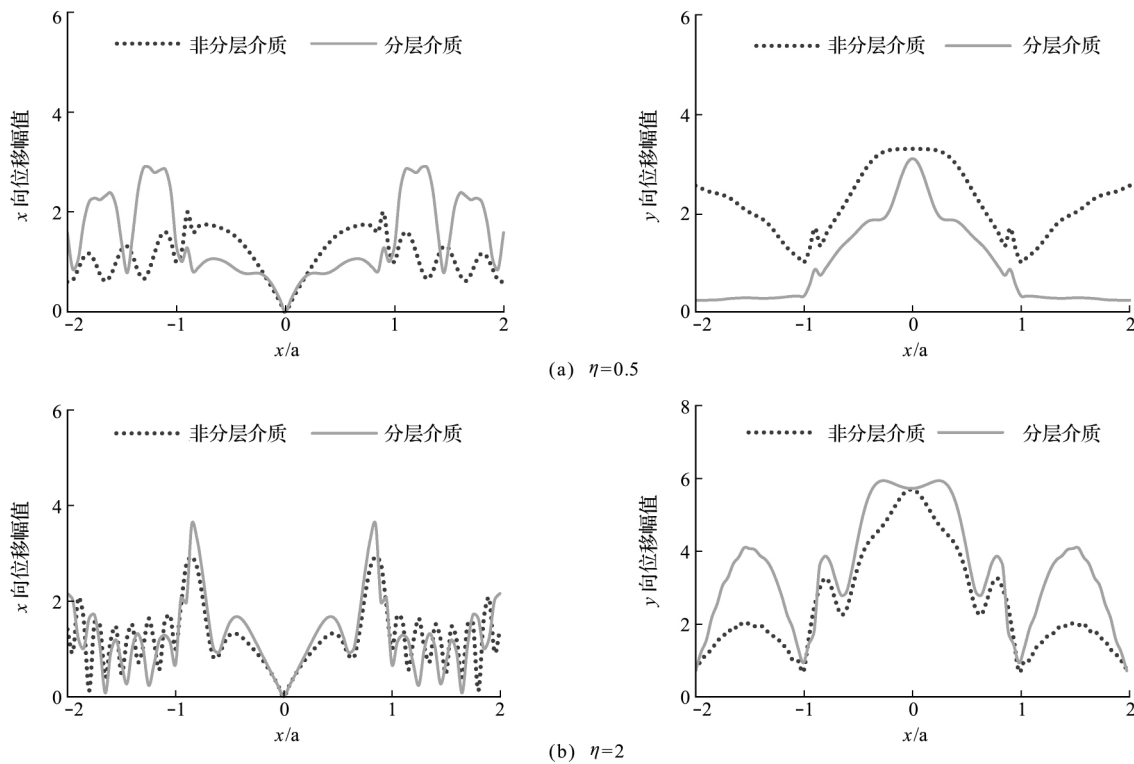 非分层介质 分层介质
x 向位移幅值
6
4
2
0
-2 -1 0 1 2
x/a
非分层介质 分层介质
y 向位移幅值
6
4
2
0
-2 -1 0 1 2
x/a
(a) η=0.5
非分层介质 分层介质
x 向位移幅值
6
4
2
0
-2 -1 0 1 2
x/a
非分层介质 分层介质
y 向位移幅值
8
6
4
2
0
-2 -1 0 1 2
x/a
(b) η=2